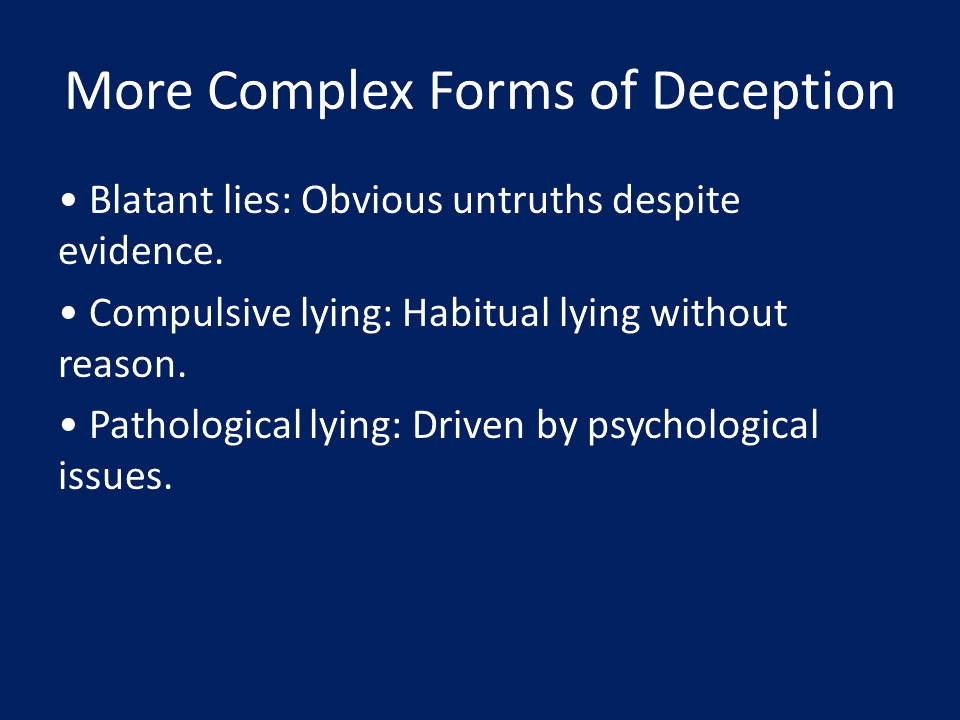 More Complex Forms of Deception
• Blatant lies: Obvious untruths despite
evidence.
• Compulsive lying: Habitual lying without
reason.
• Pathological lying: Driven by psychological
issues.